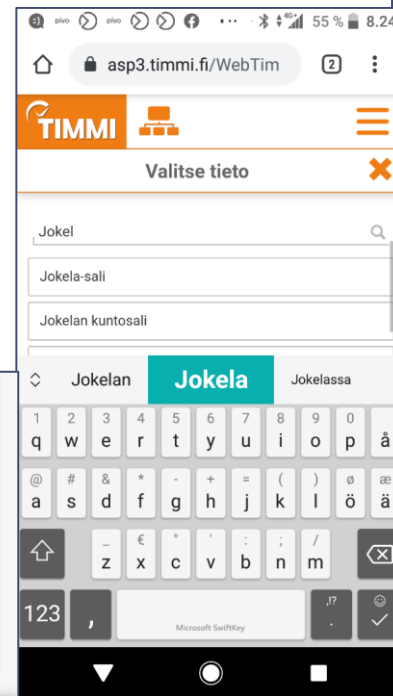 pivo pivo 4G 55 % 8.24
asp3.timmi.fi/WebTim 2
TIMMI
Valitse tieto
Jokel
Jokela-sali
Jokelan kuntosali
Jokelan Jokela Jokelassa
1 2 3 4 5 6 7 8 9 0
q w e r t y u i o p å
@ # & * - + = ( ) ø æ
a s d f g h j k l ö ä
_ € " ' : ; /
z x c v b n m
123 , Microsoft SwiftKey ,!? .